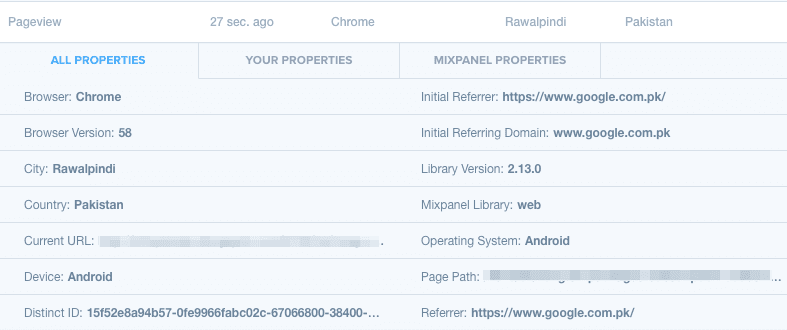 Pageview 27 sec. ago Chrome Rawalpindi Pakistan
ALL PROPERTIES YOUR PROPERTIES MIXPANEL PROPERTIES
Browser: Chrome Initial Referrer: https://www.google.com.pk/
Browser Version: 58 Initial Referring Domain: www.google.com.pk
City: Rawalpindi Library Version: 2.13.0
Country: Pakistan Mixpanel Library: web
Current URL: Operating System: Android
Device: Android Page Path: ...
Distinct ID: 15f52e8a94b57-0fe9966fabc02c-67066800-38400-... Referrer: https://www.google.com.pk/